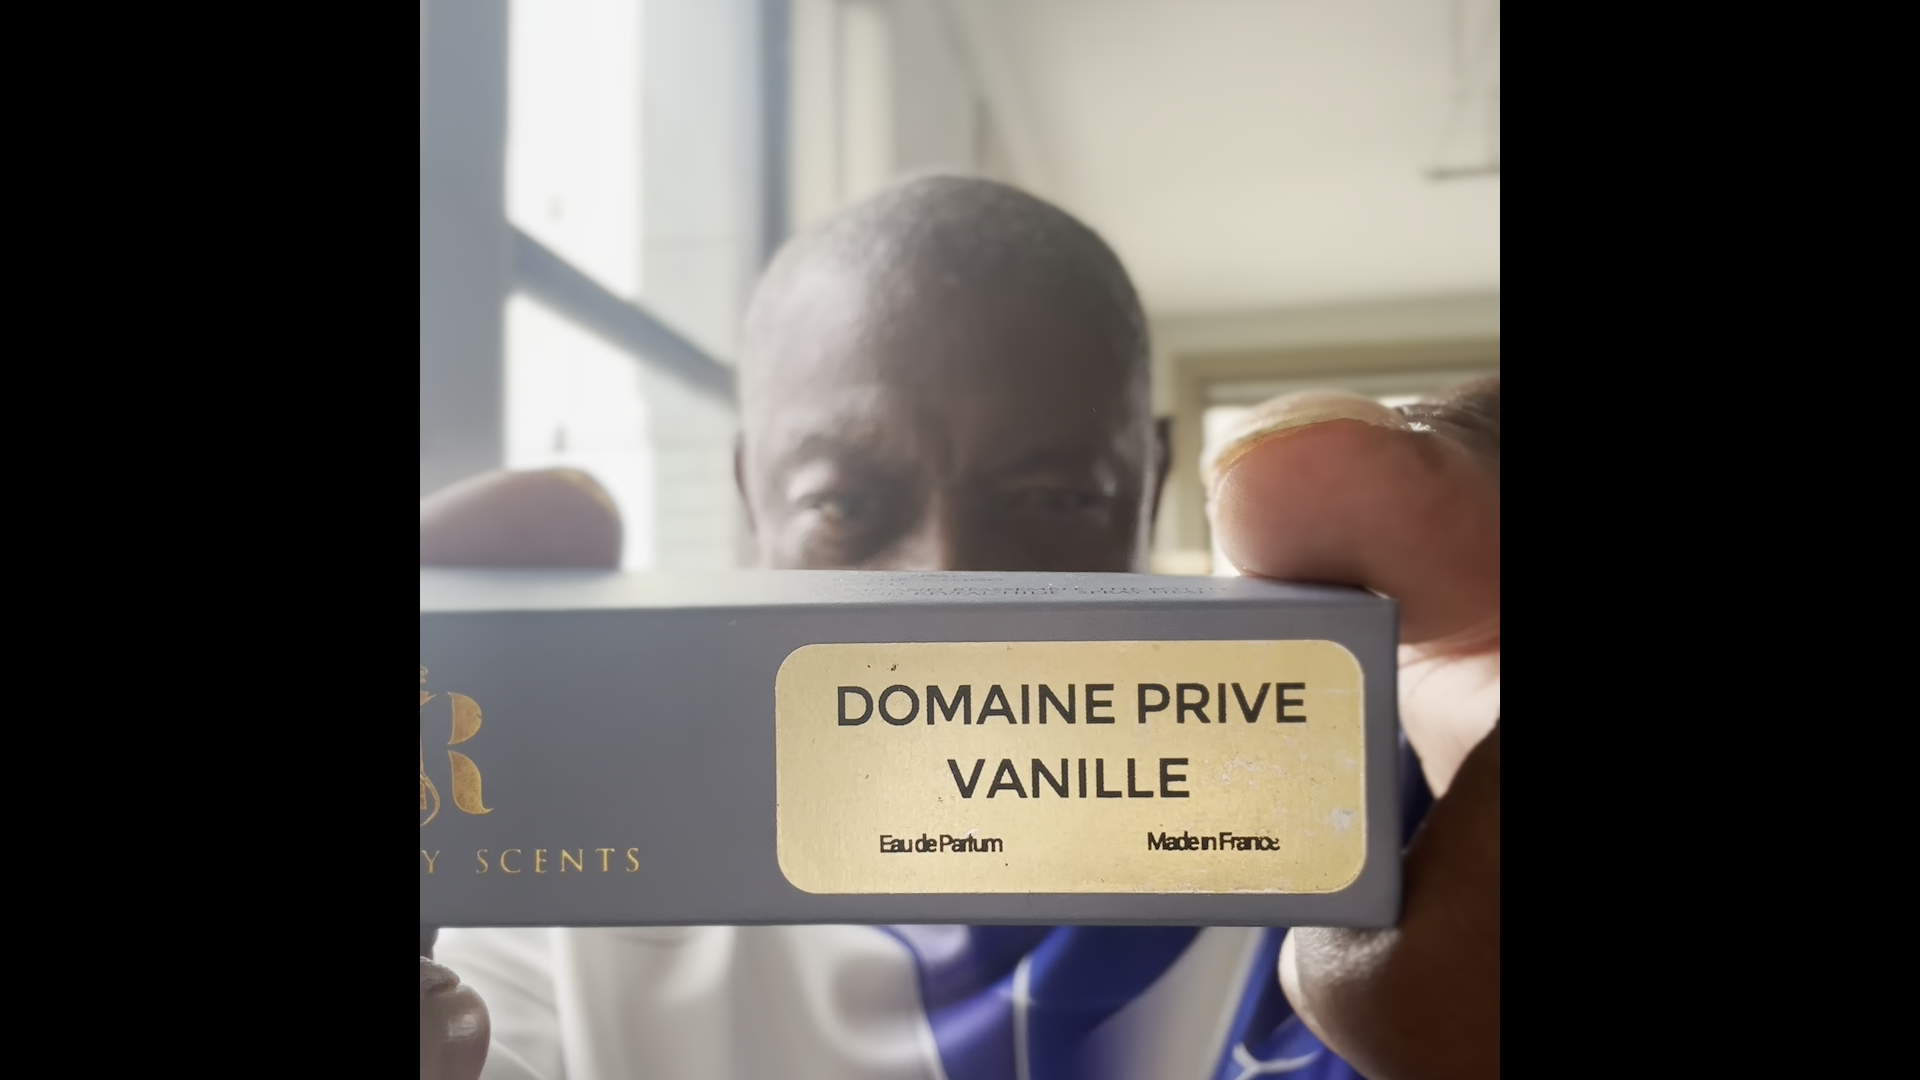 DOMAINE PRIVE
VANILLE
Eau de Parfum
Made in France
R
Y SCENTS